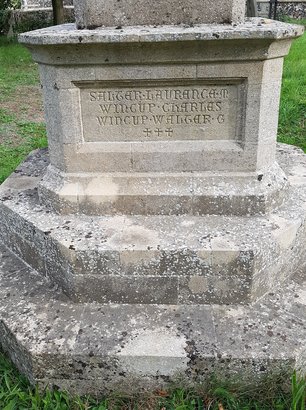 SALTER · LAURANCE · M
WINCUP · CHARLES
WINCUP · WALTER · G